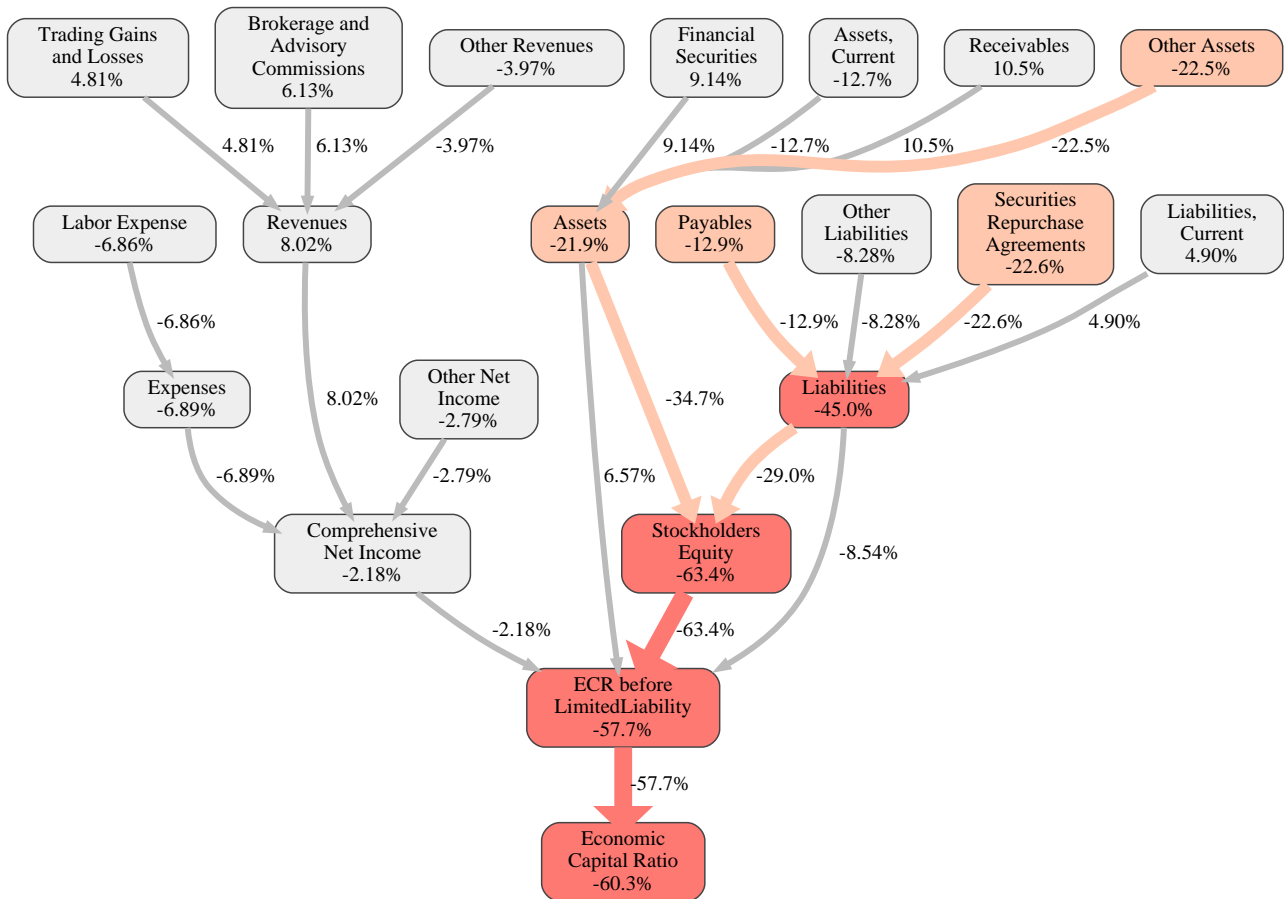 Trading Gains
and Losses
4.81%
Brokerage and
Advisory
Commissions
6.13%
Other Revenues
-3.97%
Financial
Securities
9.14%
Assets,
Current
-12.7%
Receivables
10.5%
Other Assets
-22.5%
4.81%
6.13%
-3.97%
9.14%
-12.7%
10.5%
-22.5%
Labor Expense
-6.86%
Revenues
8.02%
Assets
-21.9%
Payables
-12.9%
Other
Liabilities
-8.28%
Securities
Repurchase
Agreements
-22.6%
Liabilities,
Current
4.90%
-6.86%
-12.9%
-8.28%
-22.6%
4.90%
Expenses
-6.89%
8.02%
Other Net
Income
-2.79%
-34.7%
Liabilities
-45.0%
-6.89%
-2.79%
6.57%
-29.0%
Comprehensive
Net Income
-2.18%
Stockholders
Equity
-63.4%
-8.54%
-2.18%
-63.4%
ECR before
LimitedLiability
-57.7%
-57.7%
Economic
Capital Ratio
-60.3%